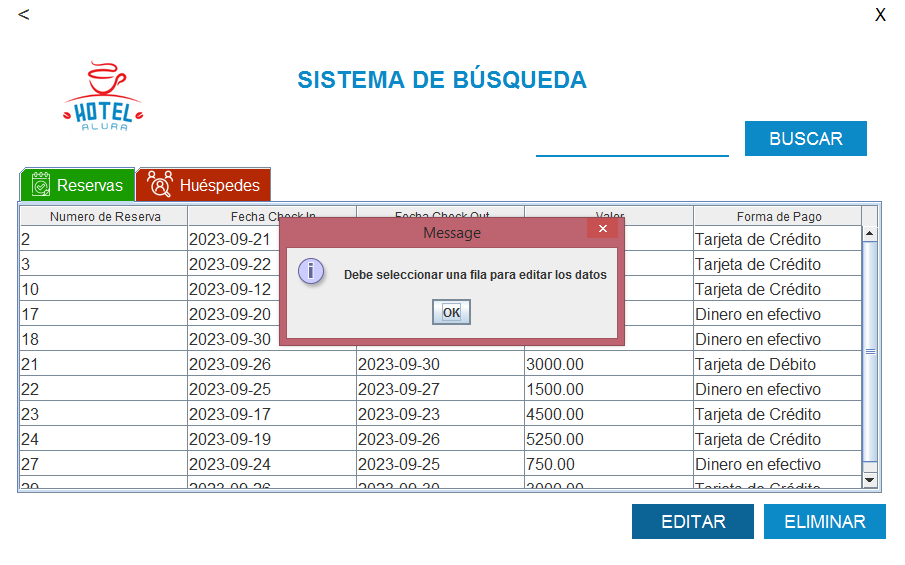 < X
SISTEMA DE BÚSQUEDA
HOTEL
ALURA
BUSCAR
Reservas Huéspedes
Numero de Reserva Fecha Check In Fecha Check Out Valor Forma de Pago
Message ×
Debe seleccionar una fila para editar los datos
OK
2 2023-09-21 Tarjeta de Crédito
3 2023-09-22 Tarjeta de Crédito
10 2023-09-12 Tarjeta de Crédito
17 2023-09-20 Dinero en efectivo
18 2023-09-30 Dinero en efectivo
21 2023-09-26 2023-09-30 3000.00 Tarjeta de Débito
22 2023-09-25 2023-09-27 1500.00 Dinero en efectivo
23 2023-09-17 2023-09-23 4500.00 Tarjeta de Crédito
24 2023-09-19 2023-09-26 5250.00 Tarjeta de Crédito
27 2023-09-24 2023-09-25 750.00 Dinero en efectivo
EDITAR ELIMINAR